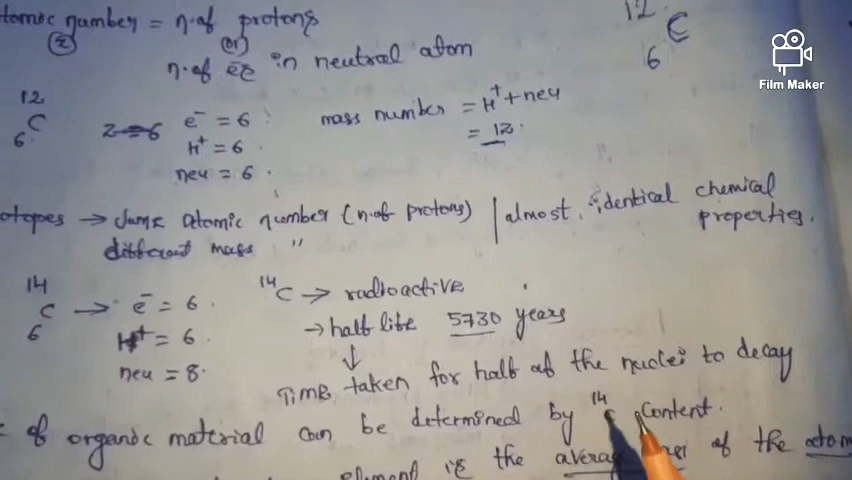 tomic number = n.of protons
(z) (or)
n.of ēs in neutral atom
12
C
6
Film Maker
12
C
6
z = 6 e⁻ = 6
H⁺ = 6
neu = 6
mass number = H⁺ + neu
= 12.
otopes → Same atomic number (n.of protons) | almost identical chemical properties.
different mass "
14
C → e⁻ = 6
6
H⁺ = 6
neu = 8
¹⁴C → radioactive
→ half life 5730 years
↓
Time taken for half of the nuclei to decay
of organic material can be determined by ¹⁴C content.
element is the average of the atom